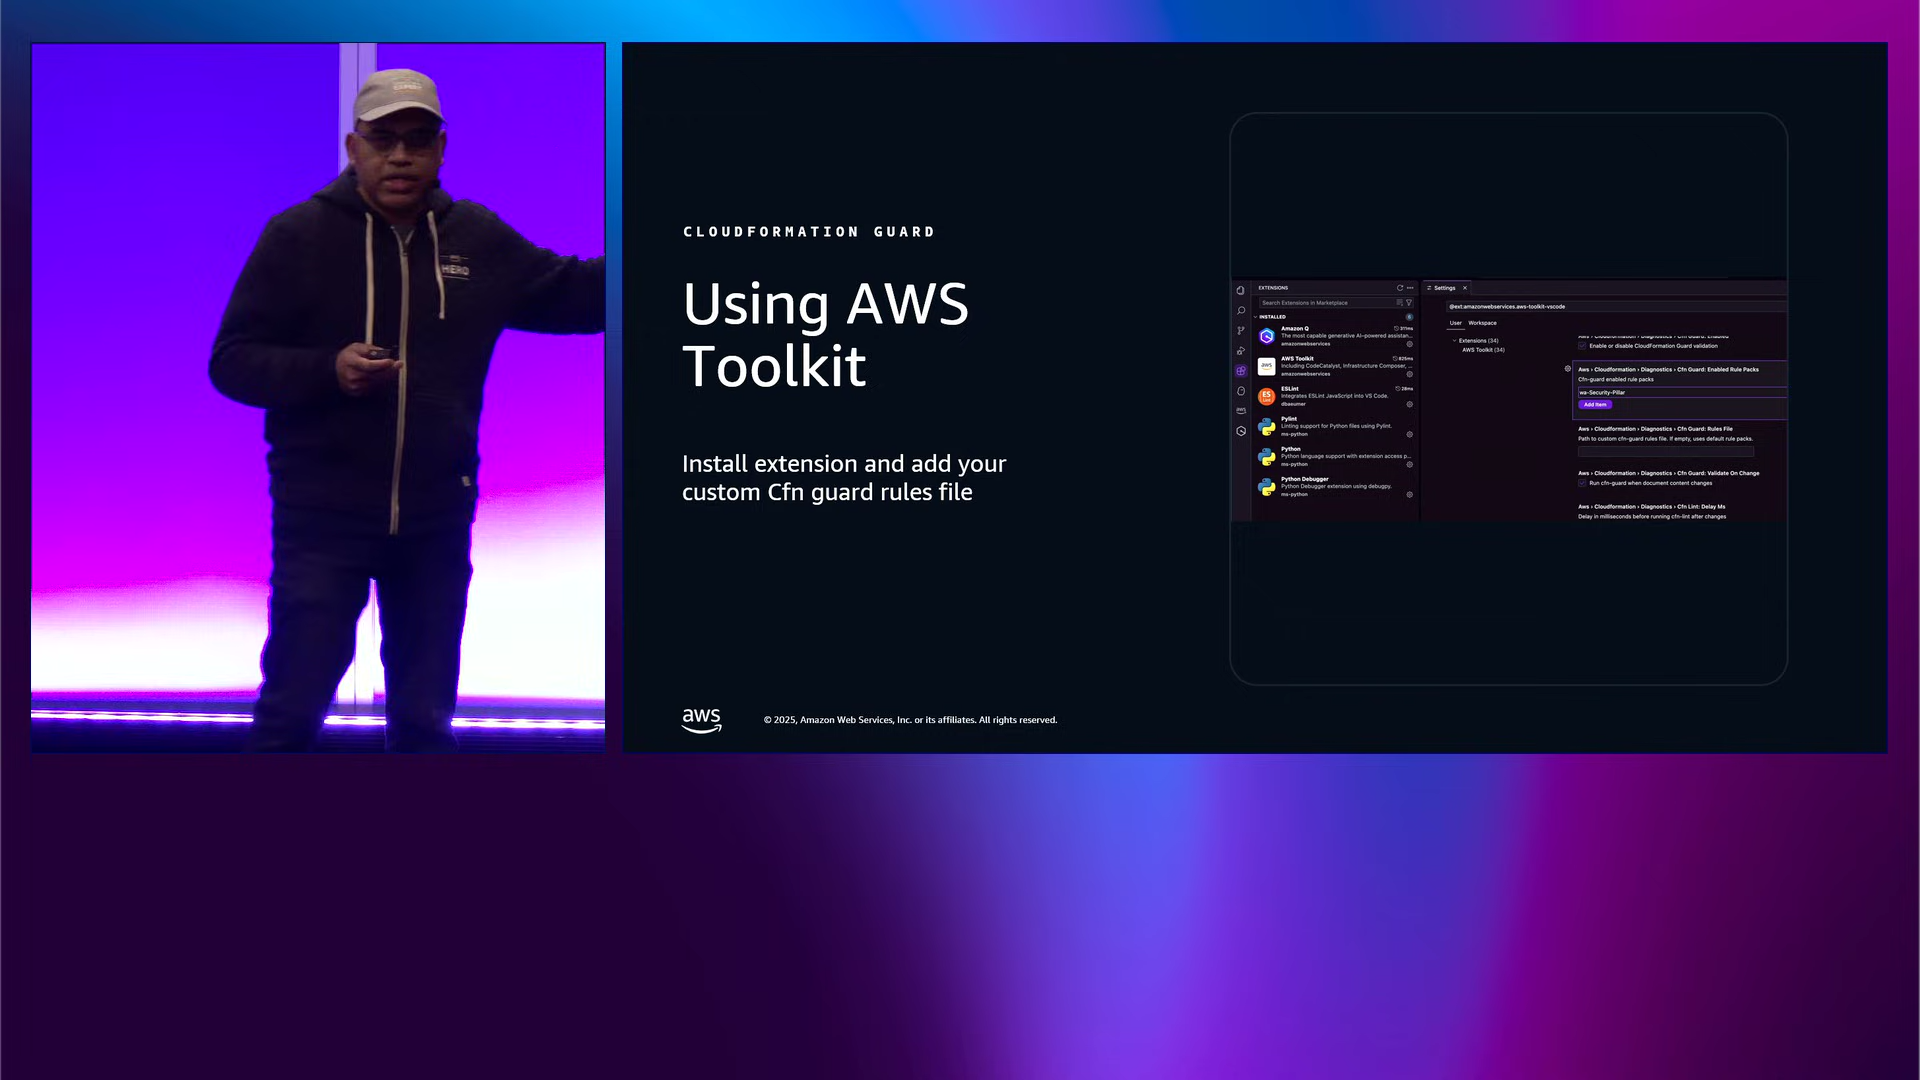 HERO
CLOUDFORMATION GUARD
Using AWS
Toolkit
Install extension and add your
custom Cfn guard rules file
aws
© 2025, Amazon Web Services, Inc. or its affiliates. All rights reserved.
EXTENSIONS
Search Extensions in Marketplace
INSTALLED
Amazon Q
311ms
The most capable generative AI-powered assistan...
amazonwebservices
aws
AWS Toolkit
825ms
Including CodeCatalyst, Infrastructure Composer, ...
amazonwebservices
ESLint
28ms
Integrates ESLint JavaScript into VS Code.
dbaeumer
Pylint
Linting support for Python files using Pylint.
ms-python
Python
Python language support with extension access p...
ms-python
Python Debugger
Python Debugger extension using debugpy.
ms-python
Settings
@ext:amazonwebservices.aws-toolkit-vscode
User Workspace
Extensions (34)
AWS Toolkit (34)
Enable or disable CloudFormation Guard validation
Aws › Cloudformation › Diagnostics › Cfn Guard: Enabled Rule Packs
Cfn-guard enabled rule packs
wa-Security-Pillar
Add Item
Aws › Cloudformation › Diagnostics › Cfn Guard: Rules File
Path to custom cfn-guard rules file. If empty, uses default rule packs.
Aws › Cloudformation › Diagnostics › Cfn Guard: Validate On Change
Run cfn-guard when document content changes
Aws › Cloudformation › Diagnostics › Cfn Lint: Delay Ms
Delay in milliseconds before running cfn-lint after changes